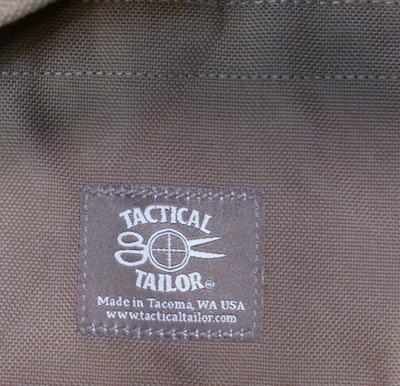 TACTICAL
TAILOR
Made in Tacoma, WA USA
www.tacticaltailor.com